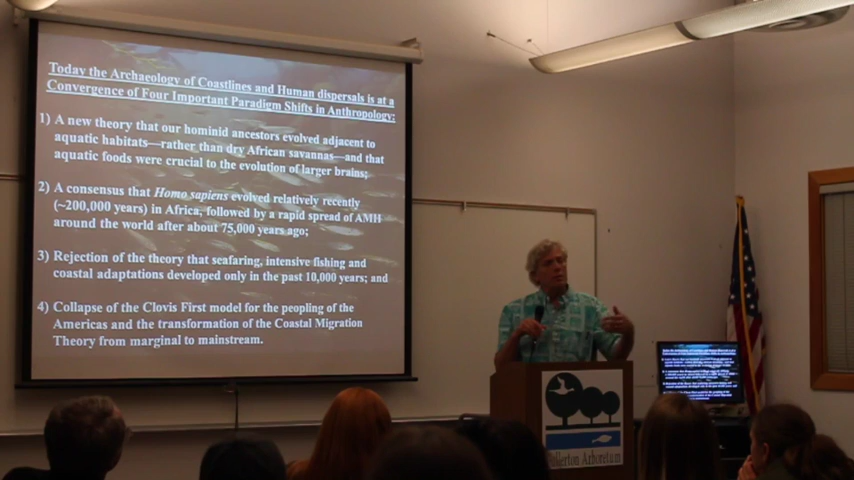 Today the Archaeology of Coastlines and Human dispersals is at a
Convergence of Four Important Paradigm Shifts in Anthropology:
1) A new theory that our hominid ancestors evolved adjacent to
aquatic habitats—rather than dry African savannas—and that
aquatic foods were crucial to the evolution of larger brains;
2) A consensus that Homo sapiens evolved relatively recently
(~200,000 years) in Africa, followed by a rapid spread of AMH
around the world after about 75,000 years ago;
3) Rejection of the theory that seafaring, intensive fishing and
coastal adaptations developed only in the past 10,000 years; and
4) Collapse of the Clovis First model for the peopling of the
Americas and the transformation of the Coastal Migration
Theory from marginal to mainstream.
Fullerton Arboretum